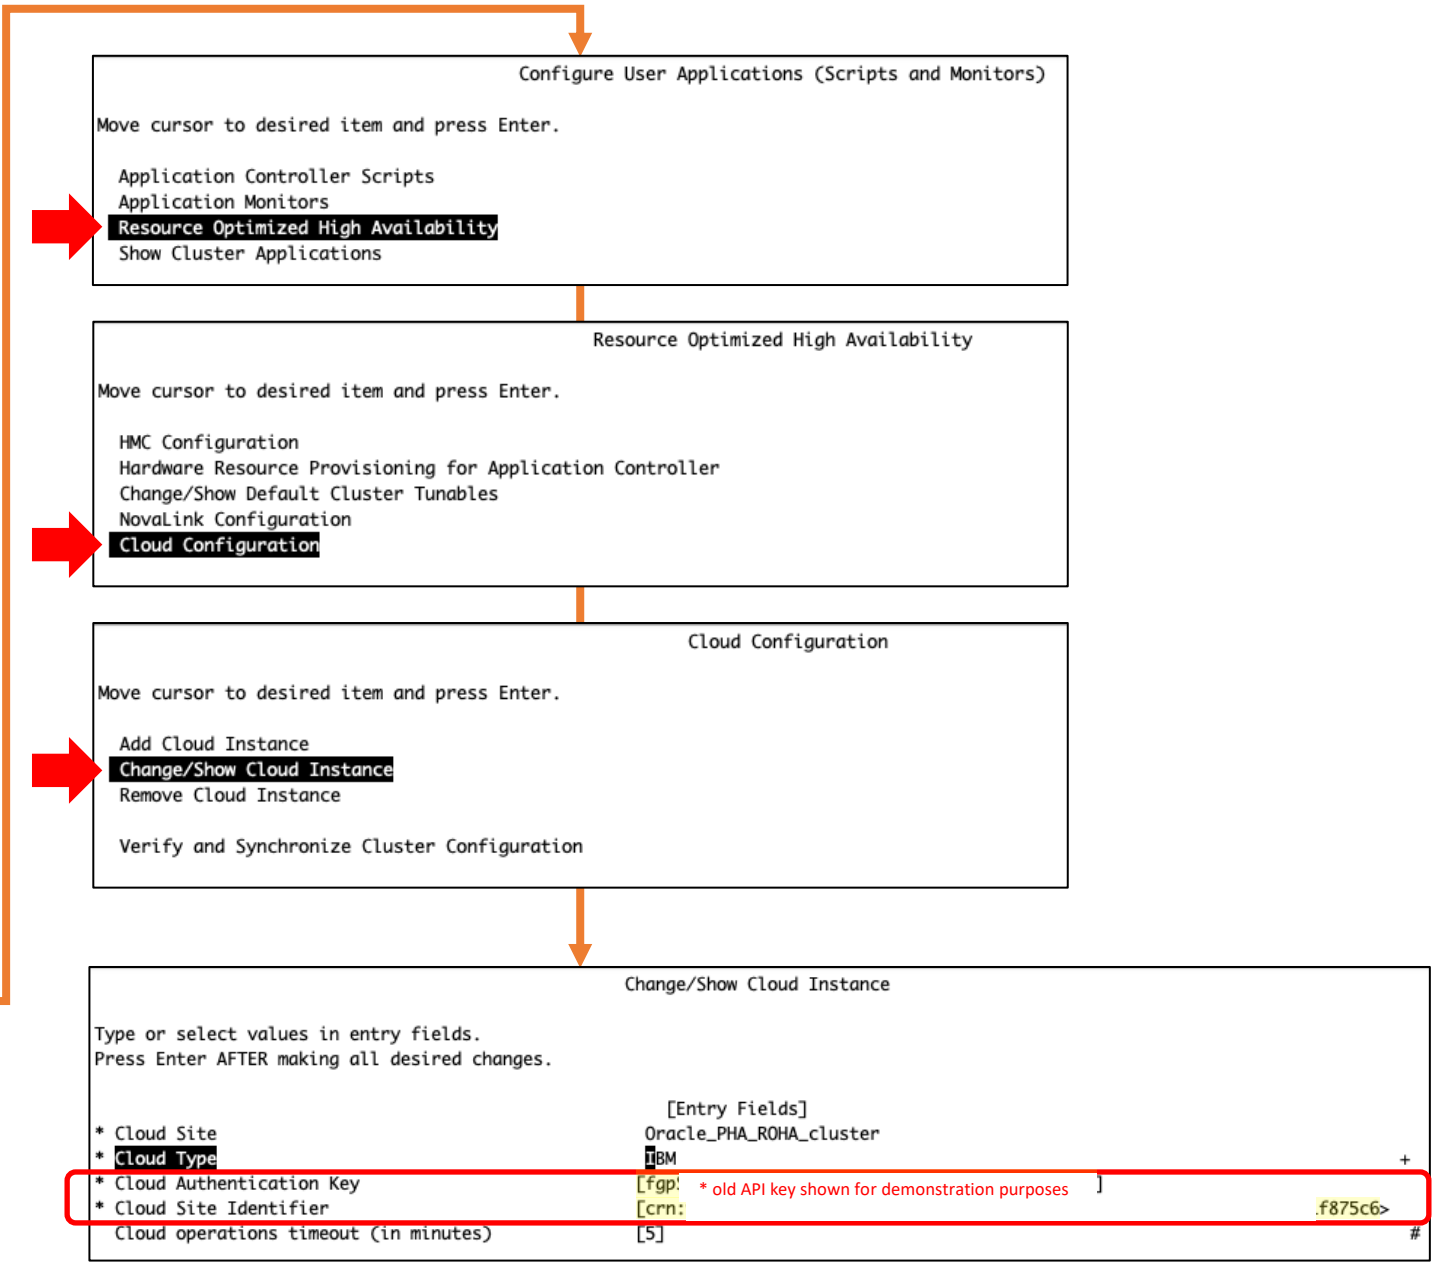 Configure User Applications (Scripts and Monitors)
Move cursor to desired item and press Enter.
Application Controller Scripts
Application Monitors
Resource Optimized High Availability
Show Cluster Applications
Resource Optimized High Availability
Move cursor to desired item and press Enter.
HMC Configuration
Hardware Resource Provisioning for Application Controller
Change/Show Default Cluster Tunables
NovaLink Configuration
Cloud Configuration
Cloud Configuration
Move cursor to desired item and press Enter.
Add Cloud Instance
Change/Show Cloud Instance
Remove Cloud Instance
Verify and Synchronize Cluster Configuration
Change/Show Cloud Instance
Type or select values in entry fields.
Press Enter AFTER making all desired changes.
[Entry Fields]
* Cloud Site Oracle_PHA_ROHA_cluster
* Cloud Type IBM +
* Cloud Authentication Key [fgp * old API key shown for demonstration purposes ]
* Cloud Site Identifier [crn: f875c6>
Cloud operations timeout (in minutes) [5] #